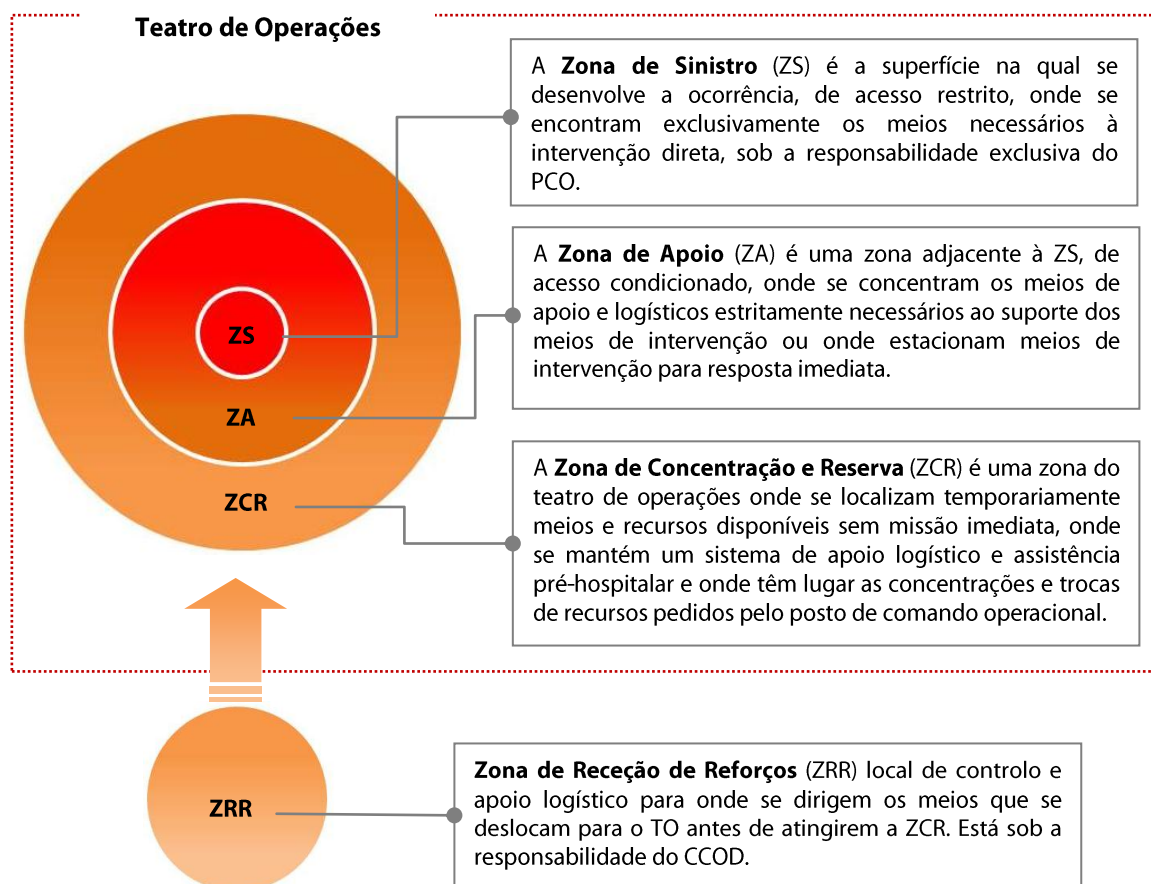 Teatro de Operações
A Zona de Sinistro (ZS) é a superfície na qual se
desenvolve a ocorrência, de acesso restrito, onde se
encontram exclusivamente os meios necessários à
intervenção direta, sob a responsabilidade exclusiva do
PCO.
A Zona de Apoio (ZA) é uma zona adjacente à ZS, de
acesso condicionado, onde se concentram os meios de
apoio e logísticos estritamente necessários ao suporte dos
meios de intervenção ou onde estacionam meios de
intervenção para resposta imediata.
ZS
ZA
A Zona de Concentração e Reserva (ZCR) é uma zona do
teatro de operações onde se localizam temporariamente
meios e recursos disponíveis sem missão imediata, onde
se mantém um sistema de apoio logístico e assistência
pré-hospitalar e onde têm lugar as concentrações e trocas
de recursos pedidos pelo posto de comando operacional.
ZCR
Zona de Receção de Reforços (ZRR) local de controlo e
apoio logístico para onde se dirigem os meios que se
deslocam para o TO antes de atingirem a ZCR. Está sob a
responsabilidade do CCOD.
ZRR